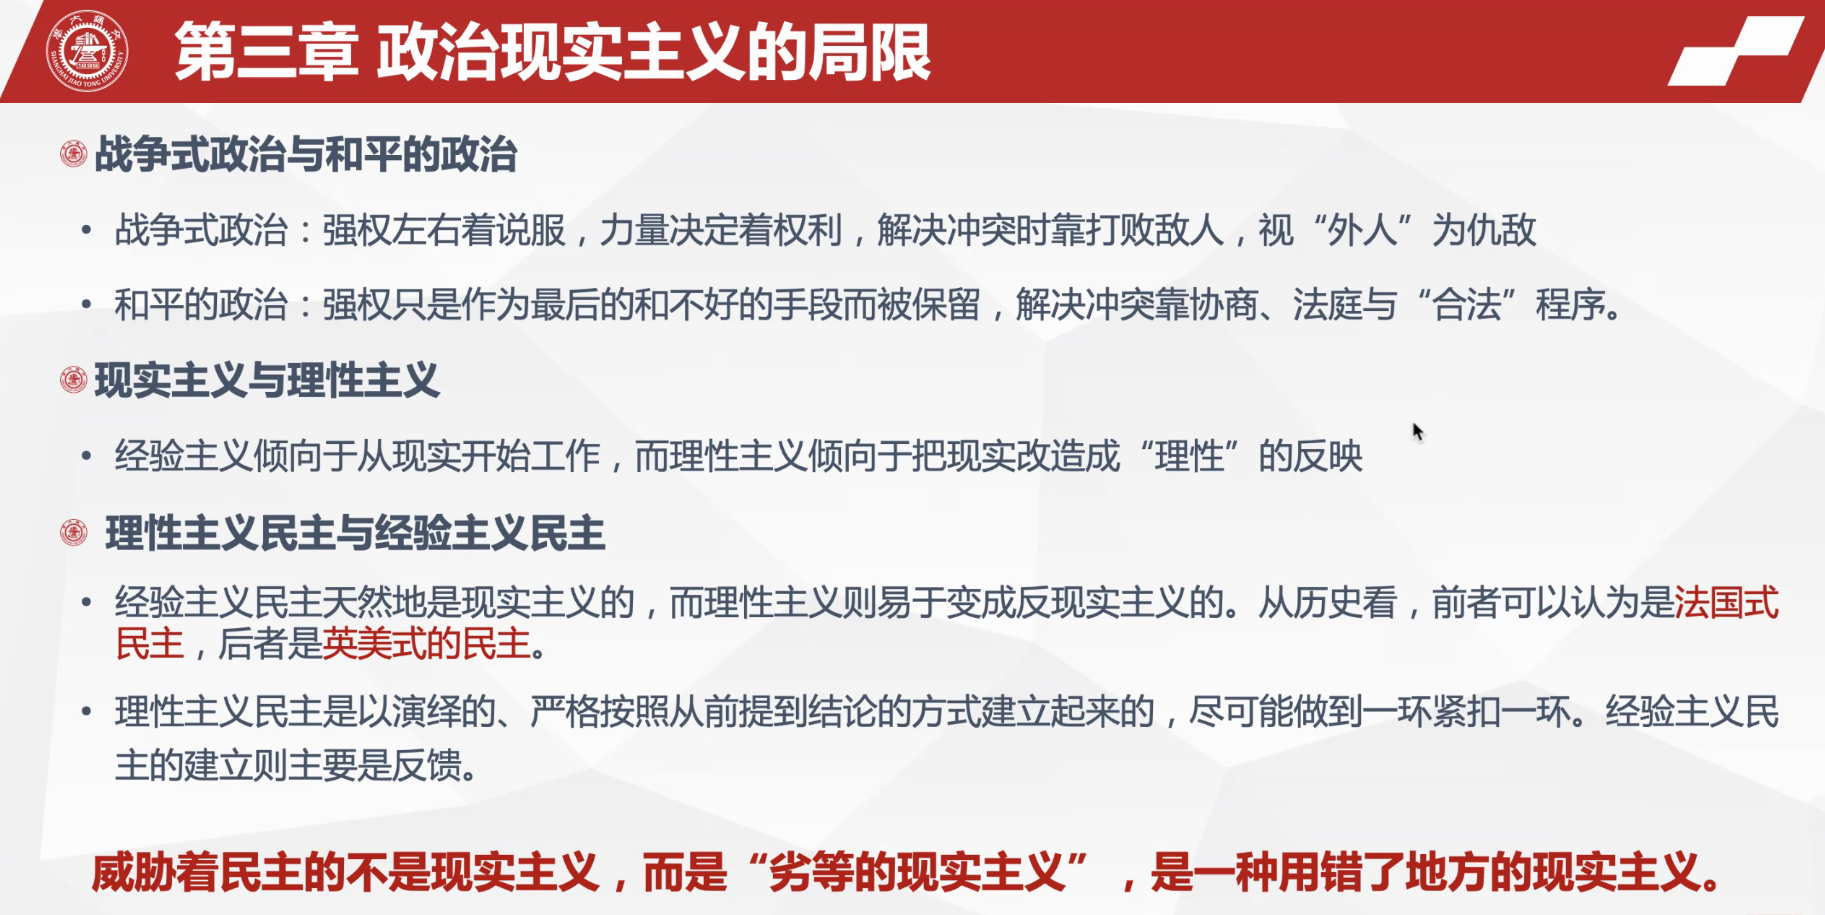 第三章 政治现实主义的局限
SHANGHAI JIAO TONG UNIVERSITY
战争式政治与和平的政治
• 战争式政治：强权左右着说服，力量决定着权利，解决冲突时靠打败敌人，视“外人”为仇敌
• 和平的政治：强权只是作为最后的和不好的手段而被保留，解决冲突靠协商、法庭与“合法”程序。
现实主义与理性主义
• 经验主义倾向于从现实开始工作，而理性主义倾向于把现实改造成“理性”的反映
理性主义民主与经验主义民主
• 经验主义民主天然地是现实主义的，而理性主义则易于变成反现实主义的。从历史看，前者可以认为是法国式
民主，后者是英美式的民主。
• 理性主义民主是以演绎的、严格按照从前提到结论的方式建立起来的，尽可能做到一环紧扣一环。经验主义民
主的建立则主要是反馈。
威胁着民主的不是现实主义，而是“劣等的现实主义”，是一种用错了地方的现实主义。